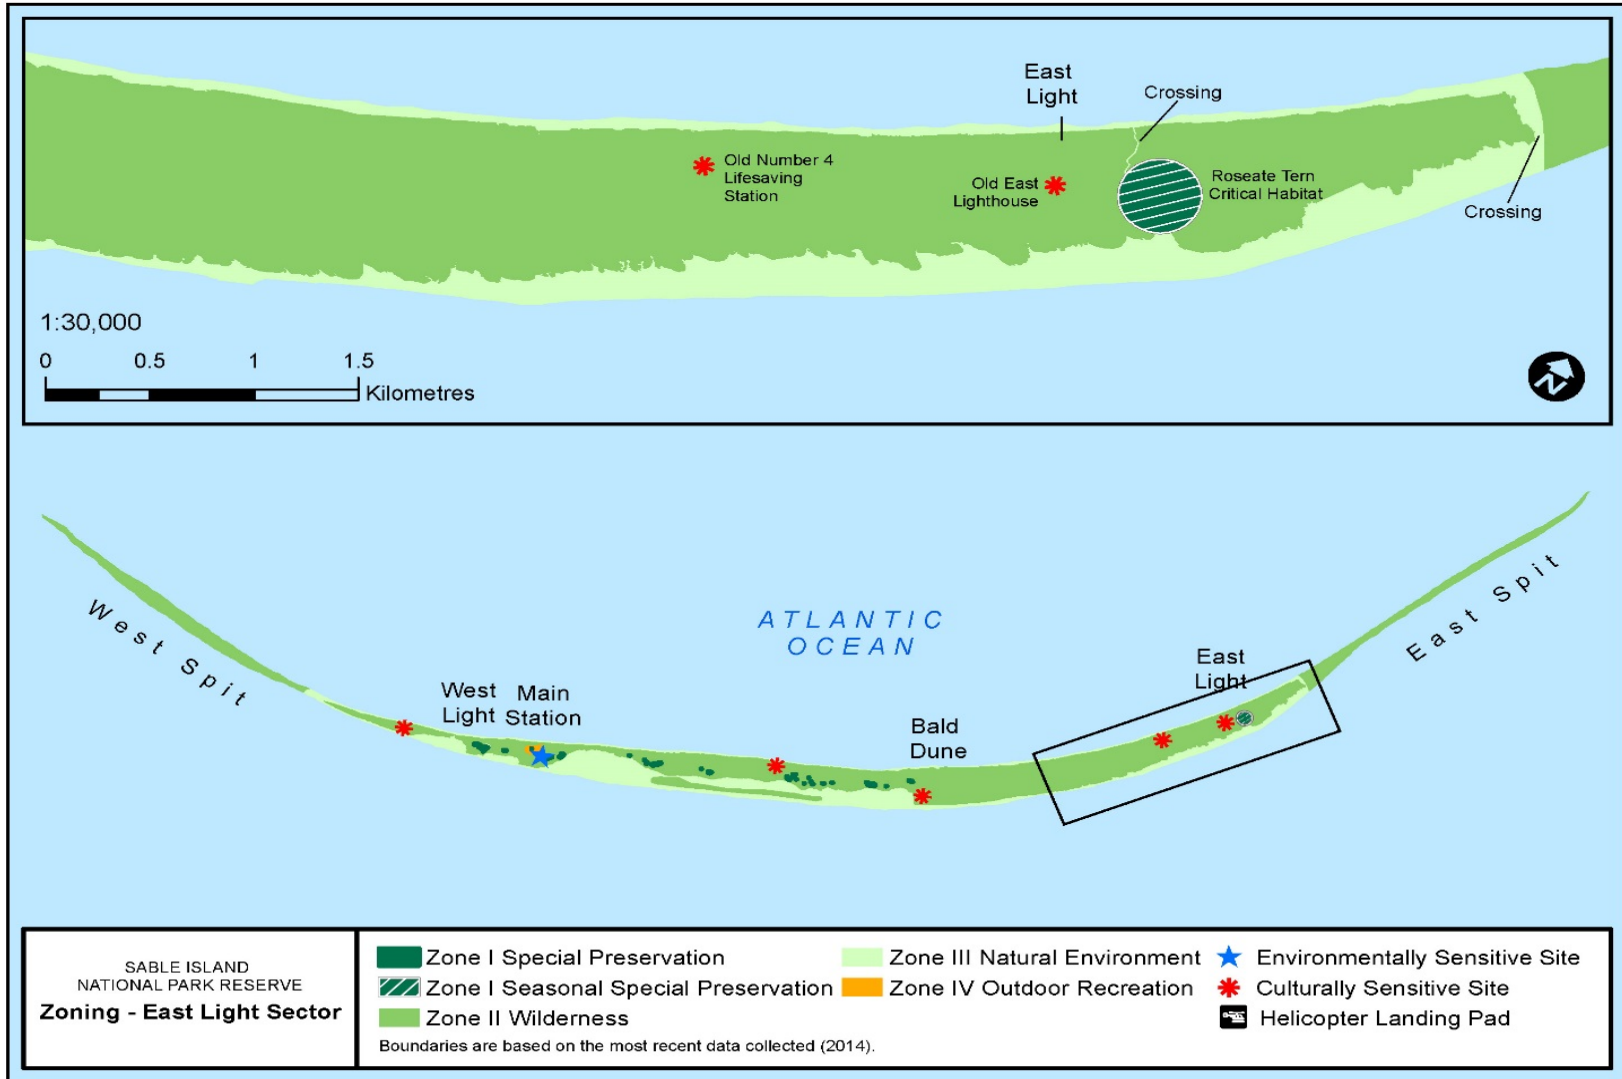 East
Light
Crossing
Old Number 4
Lifesaving
Station
Old East
Lighthouse
Roseate Tern
Critical Habitat
Crossing
1:30,000
0 0.5 1 1.5
Kilometres
N
West Spit
ATLANTIC
OCEAN
East Spit
West
Light
Main
Station
Bald
Dune
East
Light
SABLE ISLAND
NATIONAL PARK RESERVE
Zoning - East Light Sector
Zone I Special Preservation
Zone I Seasonal Special Preservation
Zone II Wilderness
Zone III Natural Environment
Zone IV Outdoor Recreation
Environmentally Sensitive Site
Culturally Sensitive Site
Helicopter Landing Pad
Boundaries are based on the most recent data collected (2014).